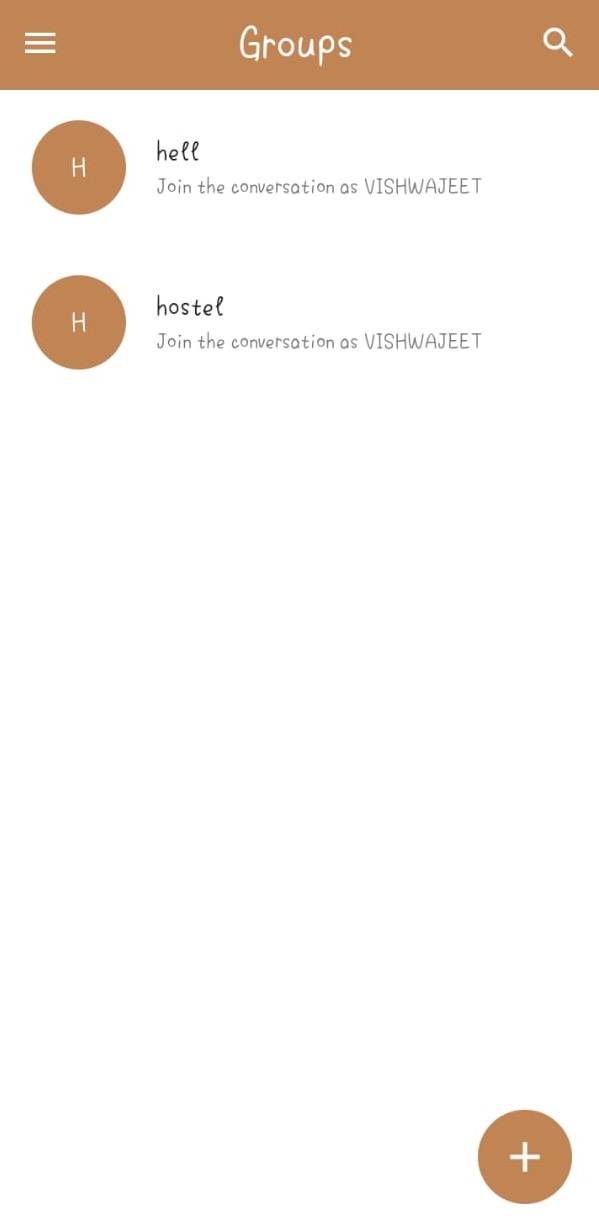 Groups
H
hell
Join the conversation as VISHWAJEET
H
hostel
Join the conversation as VISHWAJEET